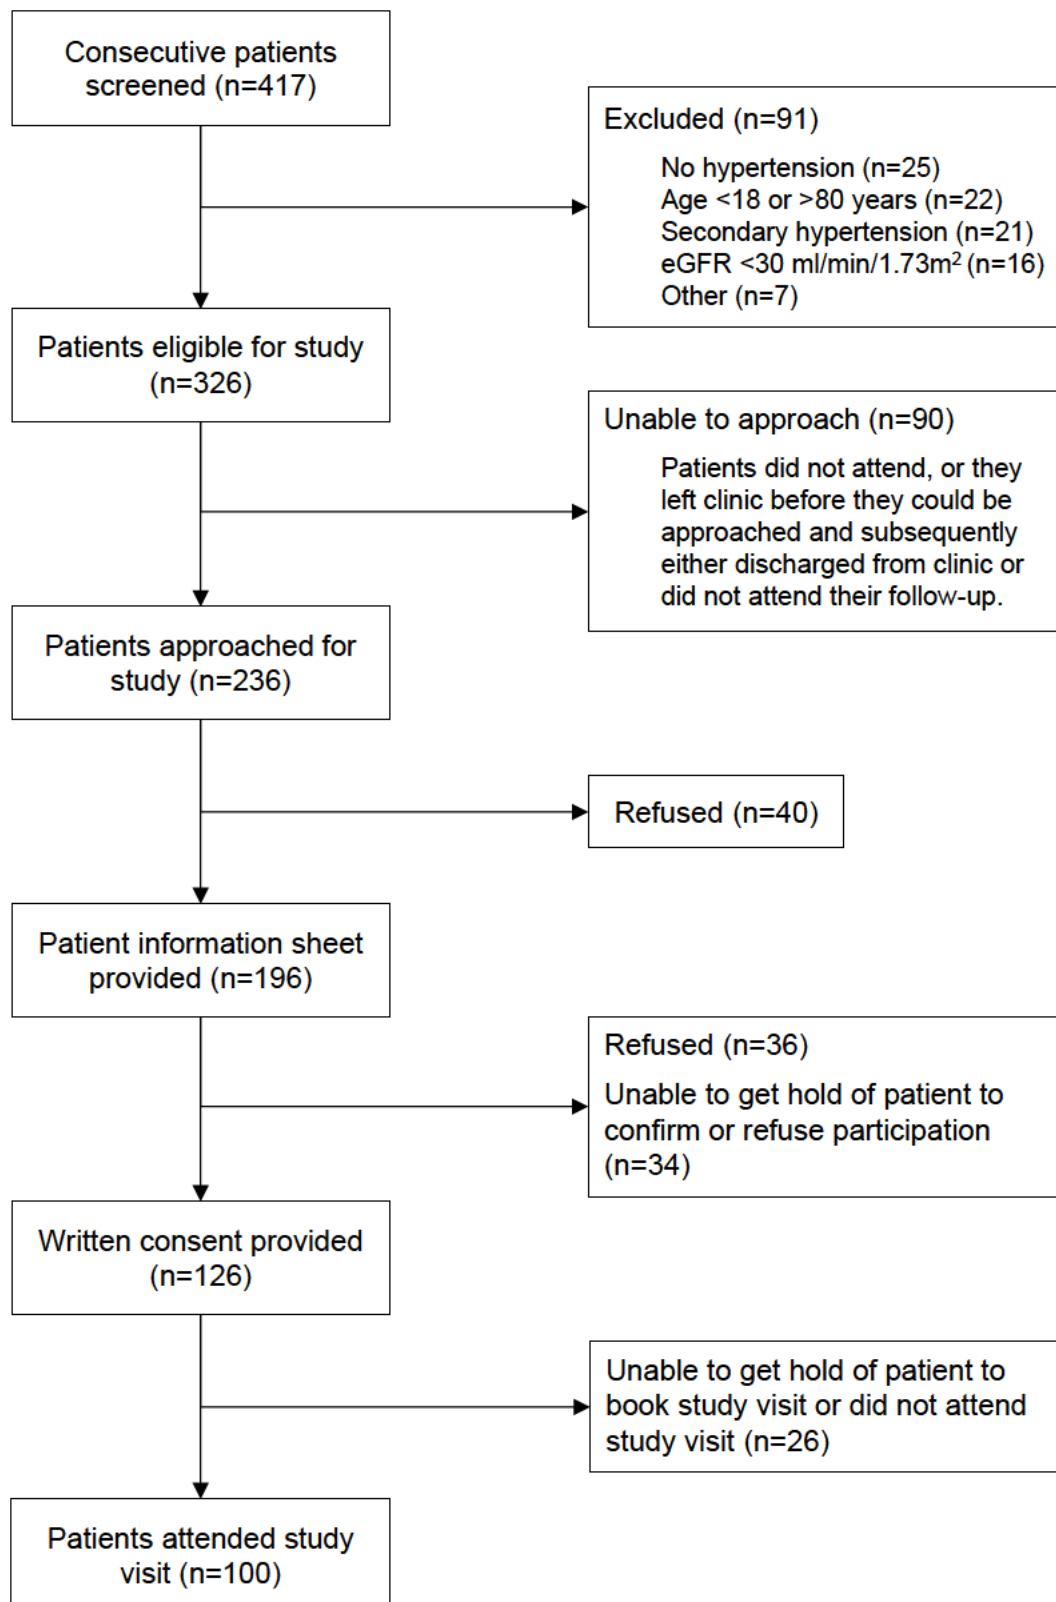 Consecutive patients
screened (n=417)
Excluded (n=91)
No hypertension (n=25)
Age <18 or >80 years (n=22)
Secondary hypertension (n=21)
eGFR <30 ml/min/1.73m² (n=16)
Other (n=7)
Patients eligible for study
(n=326)
Unable to approach (n=90)
Patients did not attend, or they
left clinic before they could be
approached and subsequently
either discharged from clinic or
did not attend their follow-up.
Patients approached for
study (n=236)
Refused (n=40)
Patient information sheet
provided (n=196)
Refused (n=36)
Unable to get hold of patient to
confirm or refuse participation
(n=34)
Written consent provided
(n=126)
Unable to get hold of patient to
book study visit or did not attend
study visit (n=26)
Patients attended study
visit (n=100)